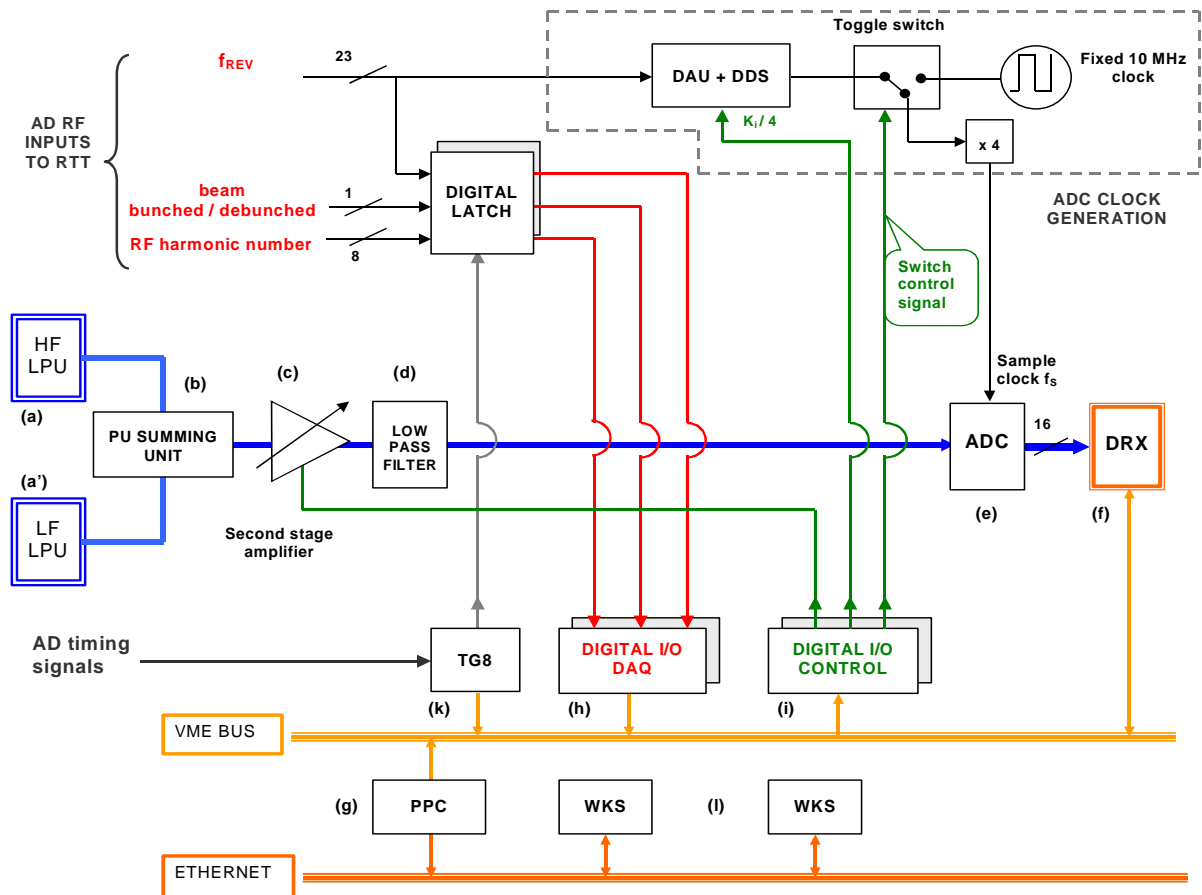 Toggle switch
f REV
23
DAU + DDS
Fixed 10 MHz
clock
K i / 4
x 4
AD RF
INPUTS
TO RTT
DIGITAL
LATCH
beam
bunched / debunched
1
RF harmonic number
8
ADC CLOCK
GENERATION
Switch
control
signal
HF
LPU
(a)
(b)
(c)
(d)
Sample
clock f S
PU SUMMING
UNIT
LOW
PASS
FILTER
ADC
16
DRX
(a')
(e)
(f)
LF
LPU
Second stage
amplifier
AD timing
signals
TG8
DIGITAL I/O
DAQ
DIGITAL I/O
CONTROL
(k)
(h)
(i)
VME BUS
(g)
PPC
WKS
(l)
WKS
ETHERNET